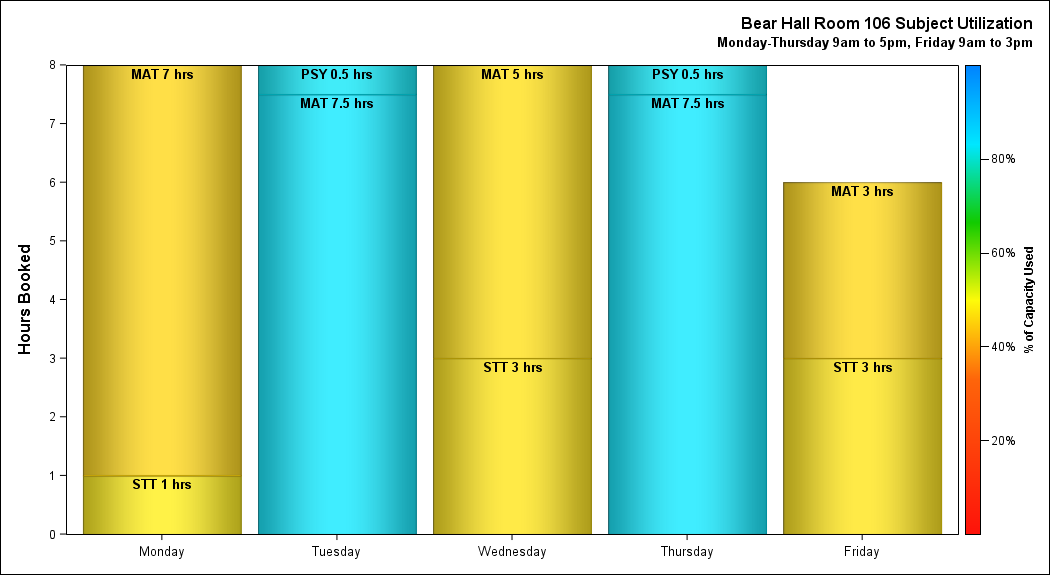 Bear Hall Room 106 Subject Utilization
Monday-Thursday 9am to 5pm, Friday 9am to 3pm
Hours Booked
8
7
6
5
4
3
2
1
0
MAT 7 hrs
STT 1 hrs
PSY 0.5 hrs
MAT 7.5 hrs
MAT 5 hrs
STT 3 hrs
PSY 0.5 hrs
MAT 7.5 hrs
MAT 3 hrs
STT 3 hrs
Monday Tuesday Wednesday Thursday Friday
80%
60%
40%
20%
% of Capacity Used